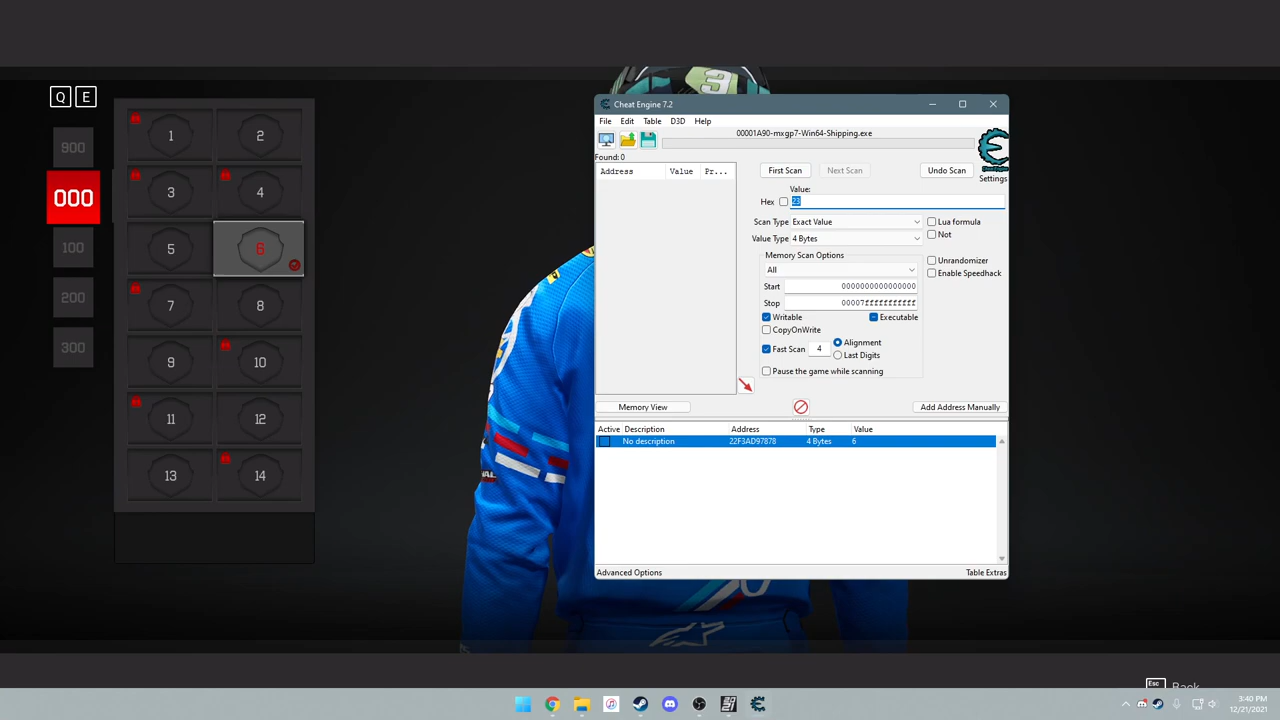 Q E
900
000
100
200
300
1 2
3 4
5 6
7 8
9 10
11 12
13 14
3
Cheat Engine 7.2
File Edit Table D3D Help
00001A90-mxgp7-Win64-Shipping.exe
Found: 0
Address Value Pr...
First Scan Next Scan Undo Scan
Settings
Value:
Hex 23
Scan Type Exact Value
Lua formula
Not
Value Type 4 Bytes
Memory Scan Options
All
Unrandomizer
Enable Speedhack
Start 0000000000000000
Stop 00007fffffffffff
Writable Executable
CopyOnWrite
Fast Scan 4 Alignment
Last Digits
Pause the game while scanning
Memory View Add Address Manually
Active Description Address Type Value
No description 22F3AD97878 4 Bytes 6
Advanced Options Table Extras
Esc Back
3:40 PM
12/21/2021